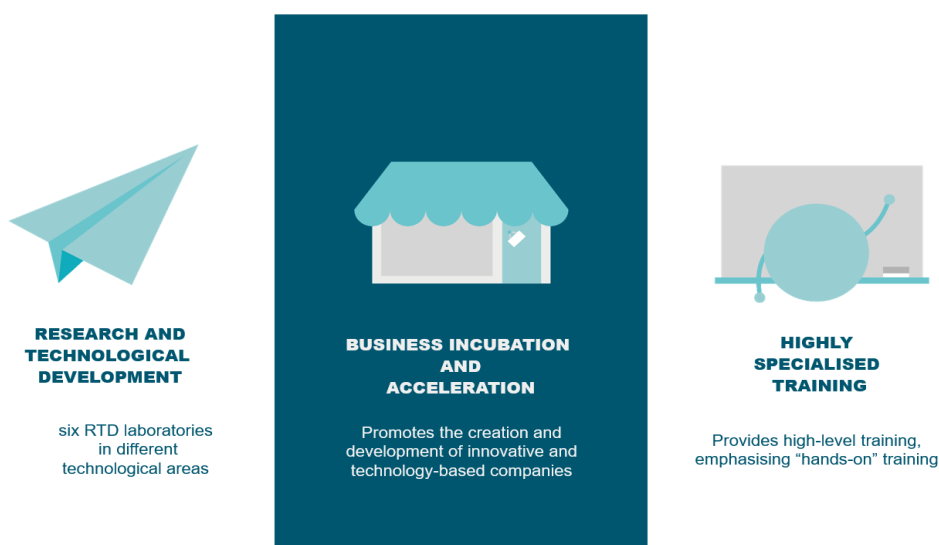 RESEARCH AND
TECHNOLOGICAL
DEVELOPMENT
six RTD laboratories
in different
technological areas
BUSINESS INCUBATION
AND
ACCELERATION
Promotes the creation and
development of innovative and
technology-based companies
HIGHLY
SPECIALISED
TRAINING
Provides high-level training,
emphasising “hands-on” training